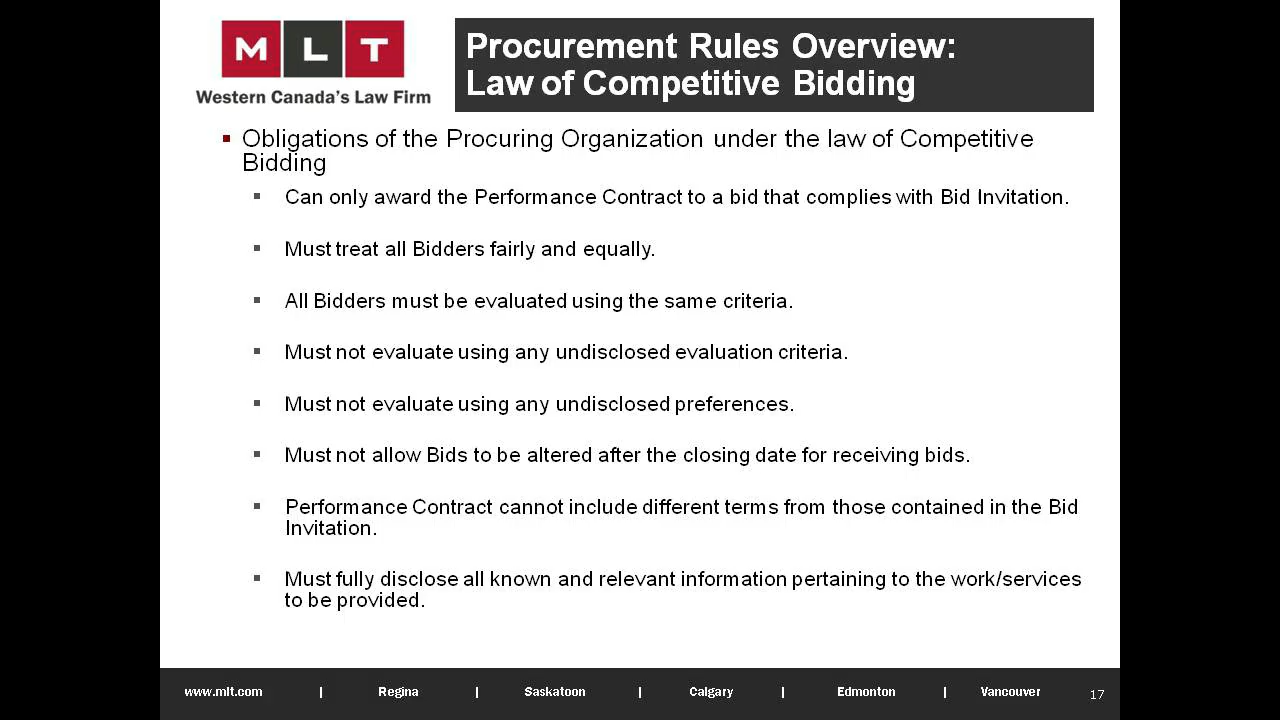 MLT
Western Canada's Law Firm
Procurement Rules Overview:
Law of Competitive Bidding
Obligations of the Procuring Organization under the law of Competitive
Bidding
Can only award the Performance Contract to a bid that complies with Bid Invitation.
Must treat all Bidders fairly and equally.
All Bidders must be evaluated using the same criteria.
Must not evaluate using any undisclosed evaluation criteria.
Must not evaluate using any undisclosed preferences.
Must not allow Bids to be altered after the closing date for receiving bids.
Performance Contract cannot include different terms from those contained in the Bid
Invitation.
Must fully disclose all known and relevant information pertaining to the work/services
to be provided.
www.mlt.com | Regina | Saskatoon | Calgary | Edmonton | Vancouver 17